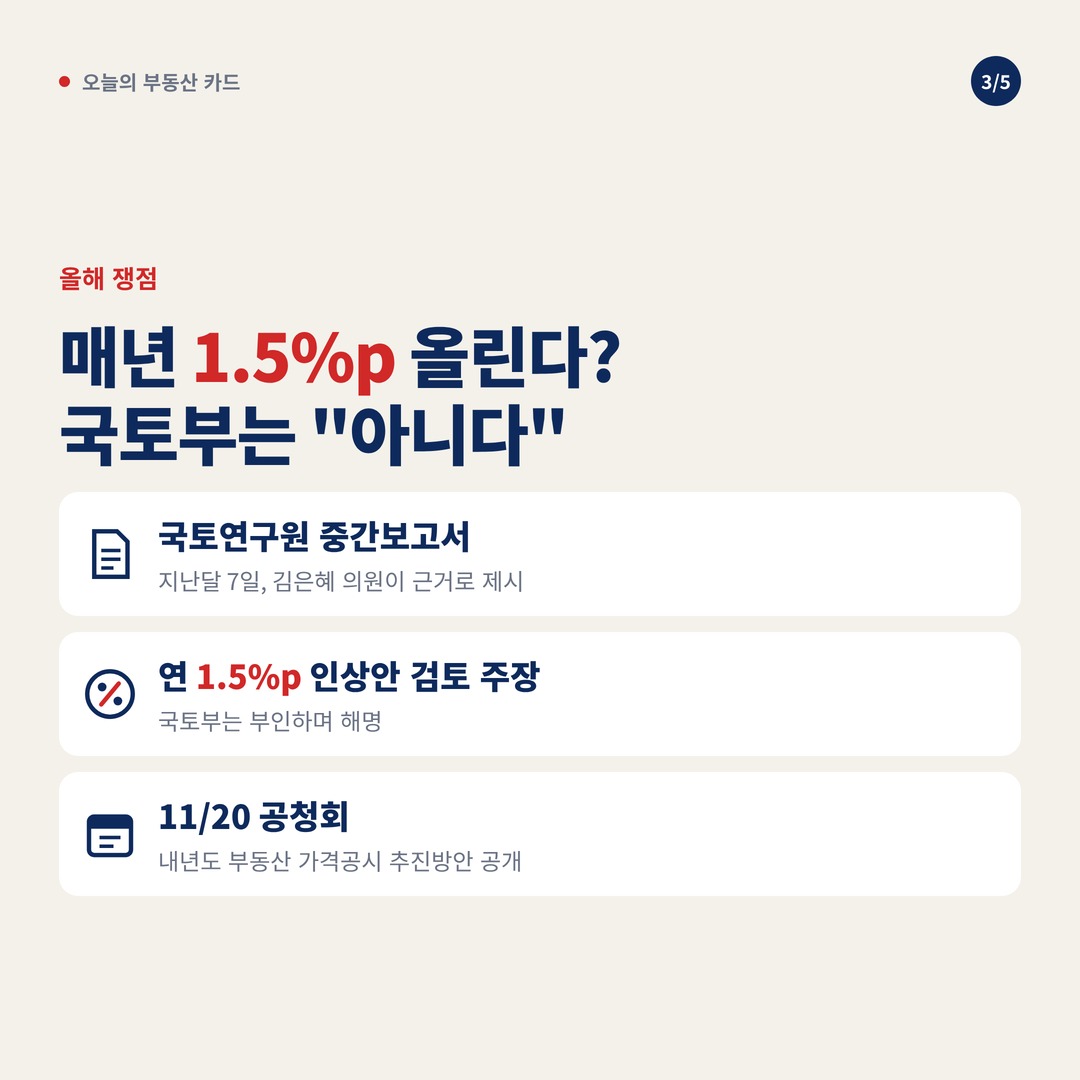 오늘의 부동산 카드
3/5
올해 쟁점
매년 1.5%p 올린다?
국토부는 "아니다"
국토연구원 중간보고서
지난달 7일, 김은혜 의원이 근거로 제시
연 1.5%p 인상안 검토 주장
국토부는 부인하며 해명
11/20 공청회
내년도 부동산 가격공시 추진방안 공개